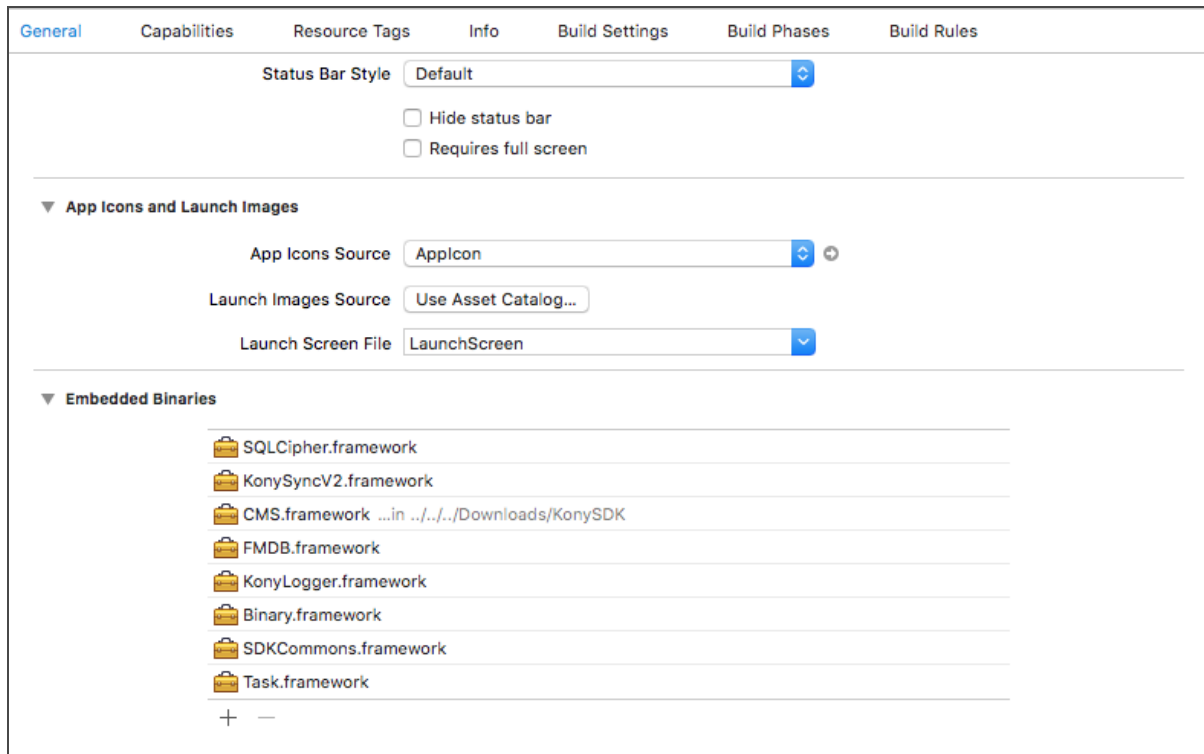 General Capabilities Resource Tags Info Build Settings Build Phases Build Rules
Status Bar Style Default
Hide status bar
Requires full screen
App Icons and Launch Images
App Icons Source AppIcon
Launch Images Source Use Asset Catalog...
Launch Screen File LaunchScreen
Embedded Binaries
SQLCipher.framework
KonySyncV2.framework
CMS.framework ...in ../../../Downloads/KonySDK
FMDB.framework
KonyLogger.framework
Binary.framework
SDKCommons.framework
Task.framework